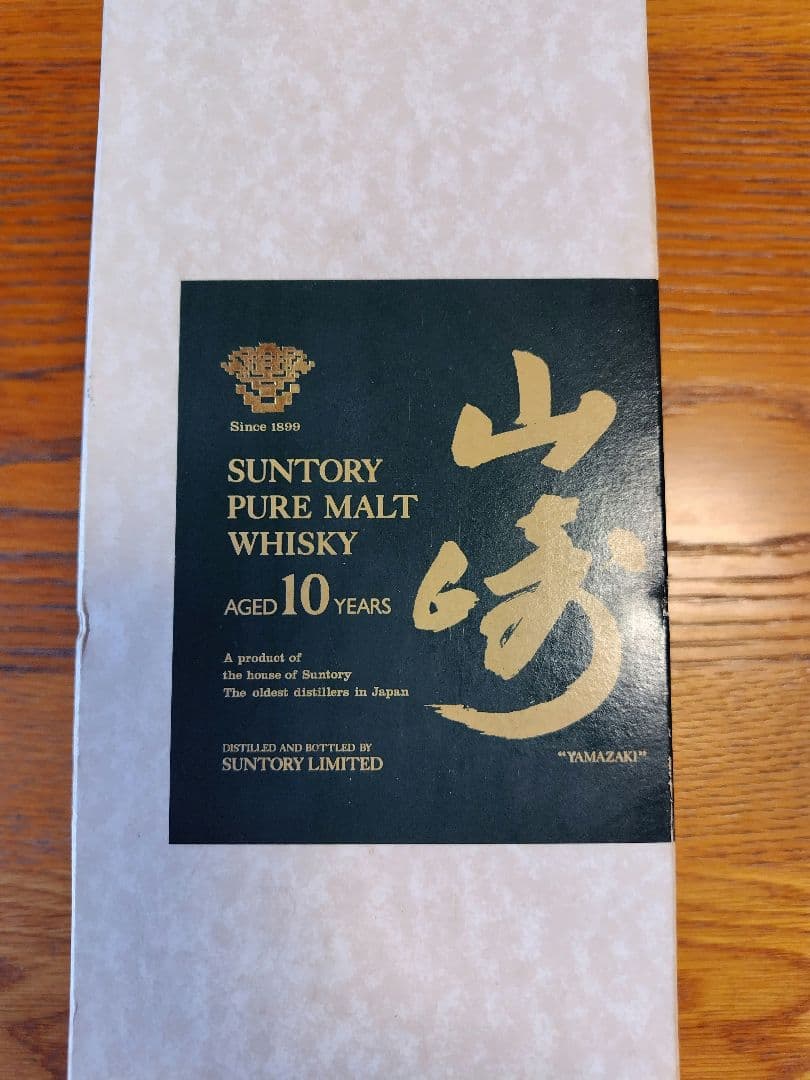 Since 1899
SUNTORY
PURE MALT
WHISKY
AGED 10 YEARS
A product of
the house of Suntory
The oldest distillers in Japan
DISTILLED AND BOTTLED BY
SUNTORY LIMITED
山崎
“YAMAZAKI”